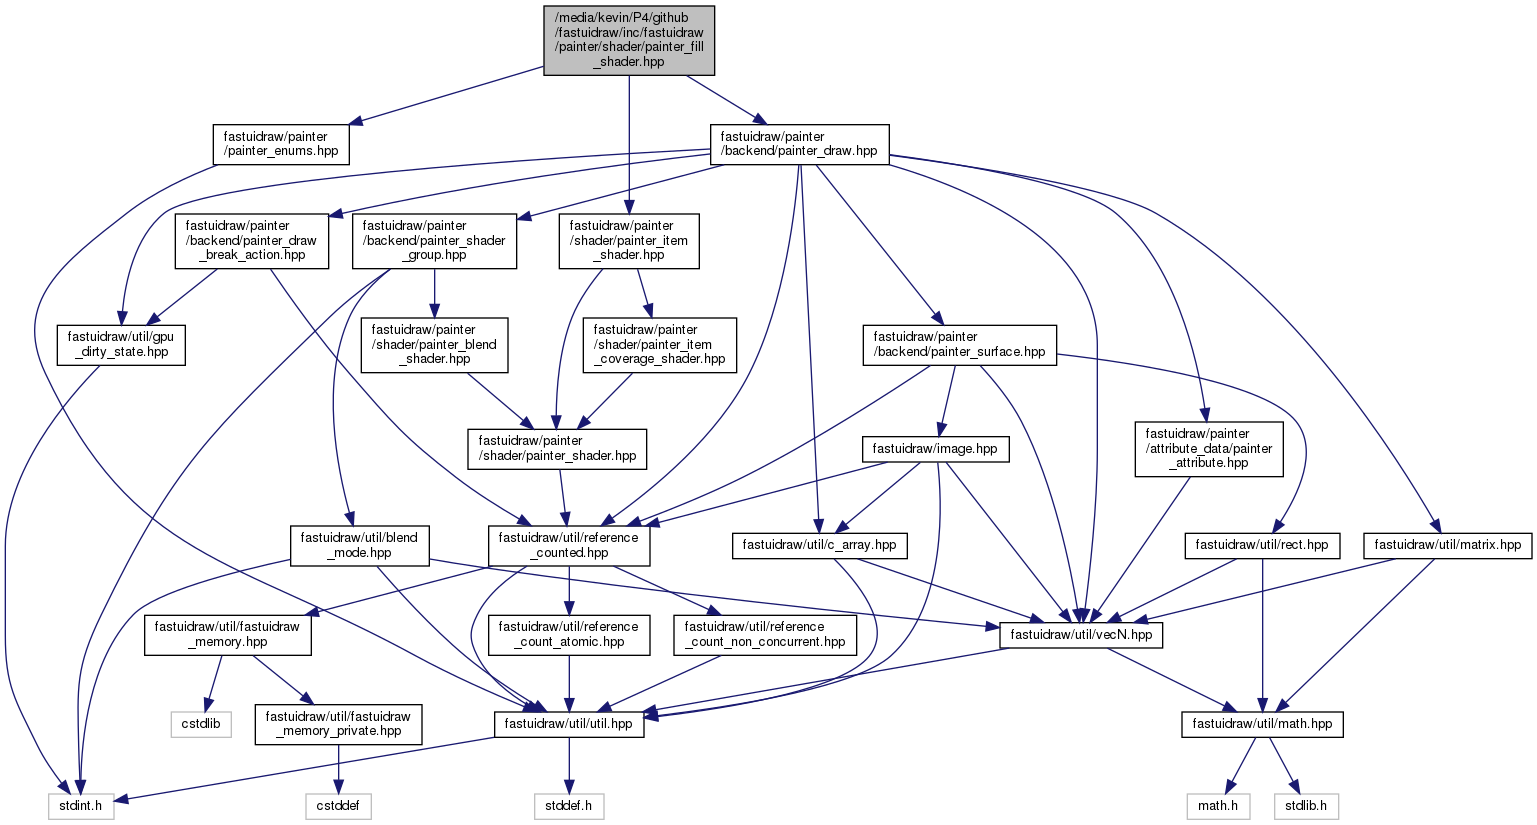 /media/kevin/P4/github
/fastuidraw/inc/fastuidraw
/painter/shader/painter_fill
_shader.hpp
fastuidraw/painter
/painter_enums.hpp
fastuidraw/painter
/backend/painter_draw.hpp
fastuidraw/painter
/backend/painter_draw
_break_action.hpp
fastuidraw/painter
/backend/painter_shader
_group.hpp
fastuidraw/painter
/shader/painter_item
_shader.hpp
fastuidraw/util/gpu
_dirty_state.hpp
fastuidraw/painter
/shader/painter_blend
_shader.hpp
fastuidraw/painter
/shader/painter_item
_coverage_shader.hpp
fastuidraw/painter
/backend/painter_surface.hpp
fastuidraw/painter
/shader/painter_shader.hpp
fastuidraw/image.hpp
fastuidraw/painter
/attribute_data/painter
_attribute.hpp
fastuidraw/util/blend
_mode.hpp
fastuidraw/util/reference
_counted.hpp
fastuidraw/util/c_array.hpp
fastuidraw/util/rect.hpp
fastuidraw/util/matrix.hpp
fastuidraw/util/fastuidraw
_memory.hpp
fastuidraw/util/reference
_count_atomic.hpp
fastuidraw/util/reference
_count_non_concurrent.hpp
fastuidraw/util/vecN.hpp
cstdlib
fastuidraw/util/fastuidraw
_memory_private.hpp
fastuidraw/util/util.hpp
fastuidraw/util/math.hpp
stdint.h
cstddef
stddef.h
math.h
stdlib.h